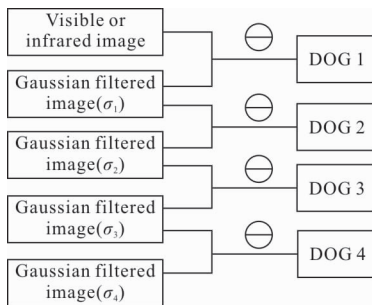 Visible or
infrared image
DOG 1
Gaussian filtered
image(σ₁)
DOG 2
Gaussian filtered
image(σ₂)
DOG 3
Gaussian filtered
image(σ₃)
DOG 4
Gaussian filtered
image(σ₄)